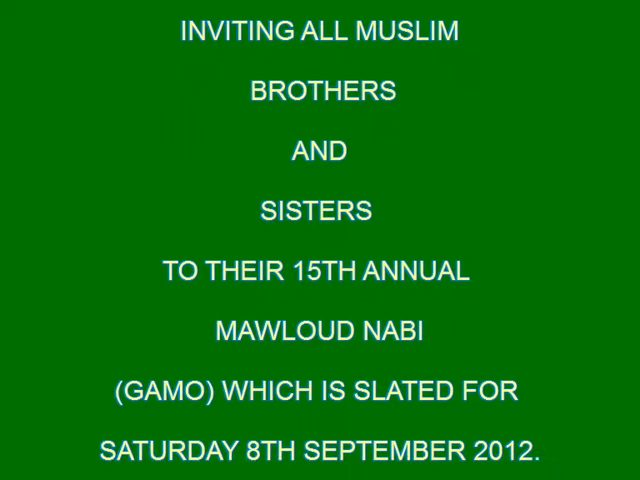 INVITING ALL MUSLIM
BROTHERS
AND
SISTERS
TO THEIR 15TH ANNUAL
MAWLOUD NABI
(GAMO) WHICH IS SLATED FOR
SATURDAY 8TH SEPTEMBER 2012.